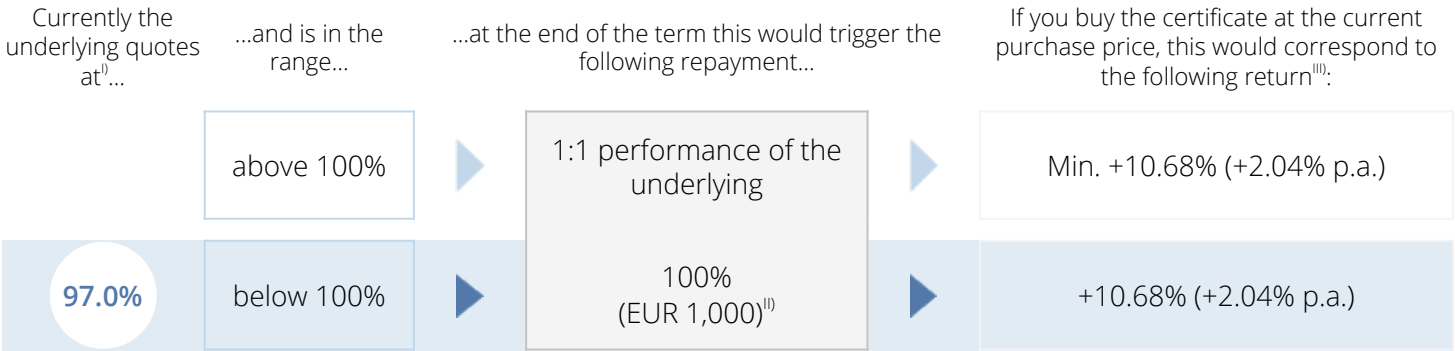 Currently the
underlying quotes
at I)...
...and is in the
range...
...at the end of the term this would trigger the
following repayment...
If you buy the certificate at the current
purchase price, this would correspond to
the following return III):
above 100%
1:1 performance of the
underlying
Min. +10.68% (+2.04% p.a.)
97.0%
below 100%
100%
(EUR 1,000) II)
+10.68% (+2.04% p.a.)